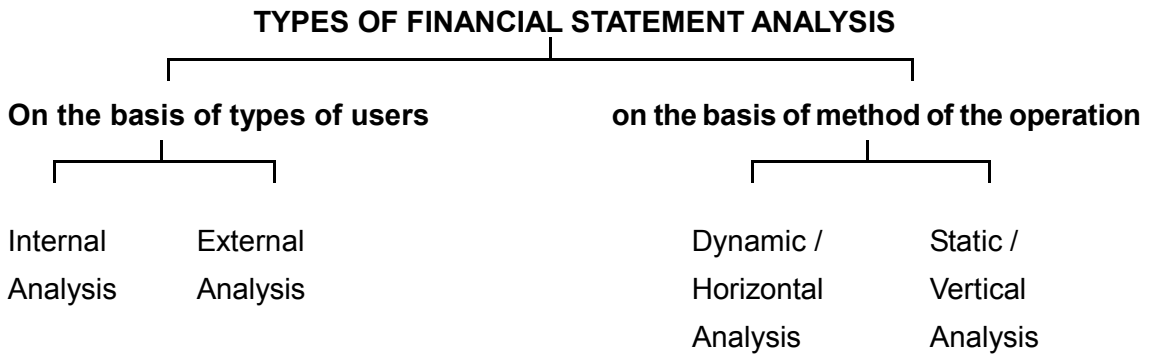 TYPES OF FINANCIAL STATEMENT ANALYSIS
On the basis of types of users
on the basis of method of the operation
Internal
Analysis
External
Analysis
Dynamic /
Horizontal
Analysis
Static /
Vertical
Analysis